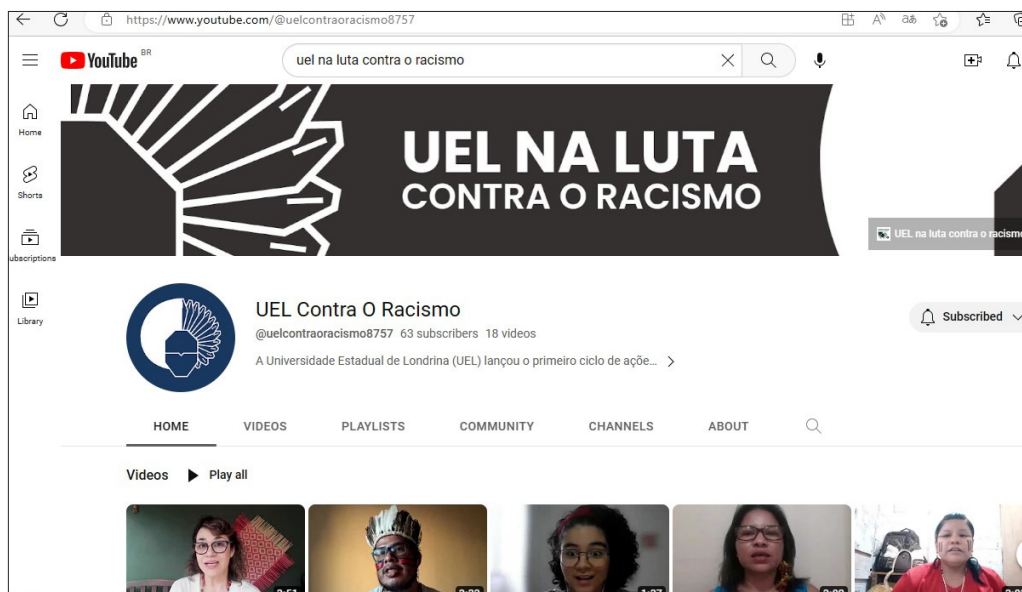 https://www.youtube.com/@uelcontraoracismo8757
YouTube BR
uel na luta contra o racismo
Home
Shorts
ubscriptions
Library
UEL NA LUTA
CONTRA O RACISMO
UEL na luta contra o racismo
UEL Contra O Racismo
@uelcontraoracismo8757 63 subscribers 18 videos
A Universidade Estadual de Londrina (UEL) lançou o primeiro ciclo de açõe...
Subscribed
HOME VIDEOS PLAYLISTS COMMUNITY CHANNELS ABOUT
Videos Play all